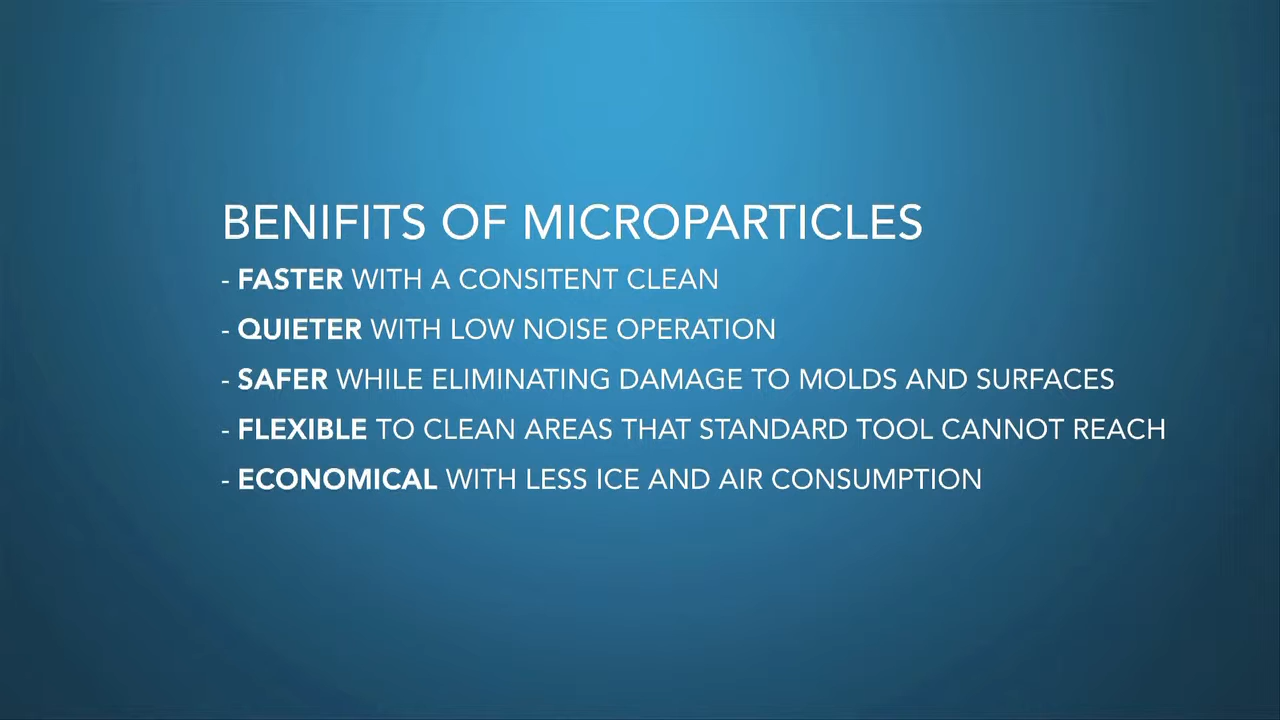 BENIFITS OF MICROPARTICLES
- FASTER WITH A CONSITENT CLEAN
- QUIETER WITH LOW NOISE OPERATION
- SAFER WHILE ELIMINATING DAMAGE TO MOLDS AND SURFACES
- FLEXIBLE TO CLEAN AREAS THAT STANDARD TOOL CANNOT REACH
- ECONOMICAL WITH LESS ICE AND AIR CONSUMPTION